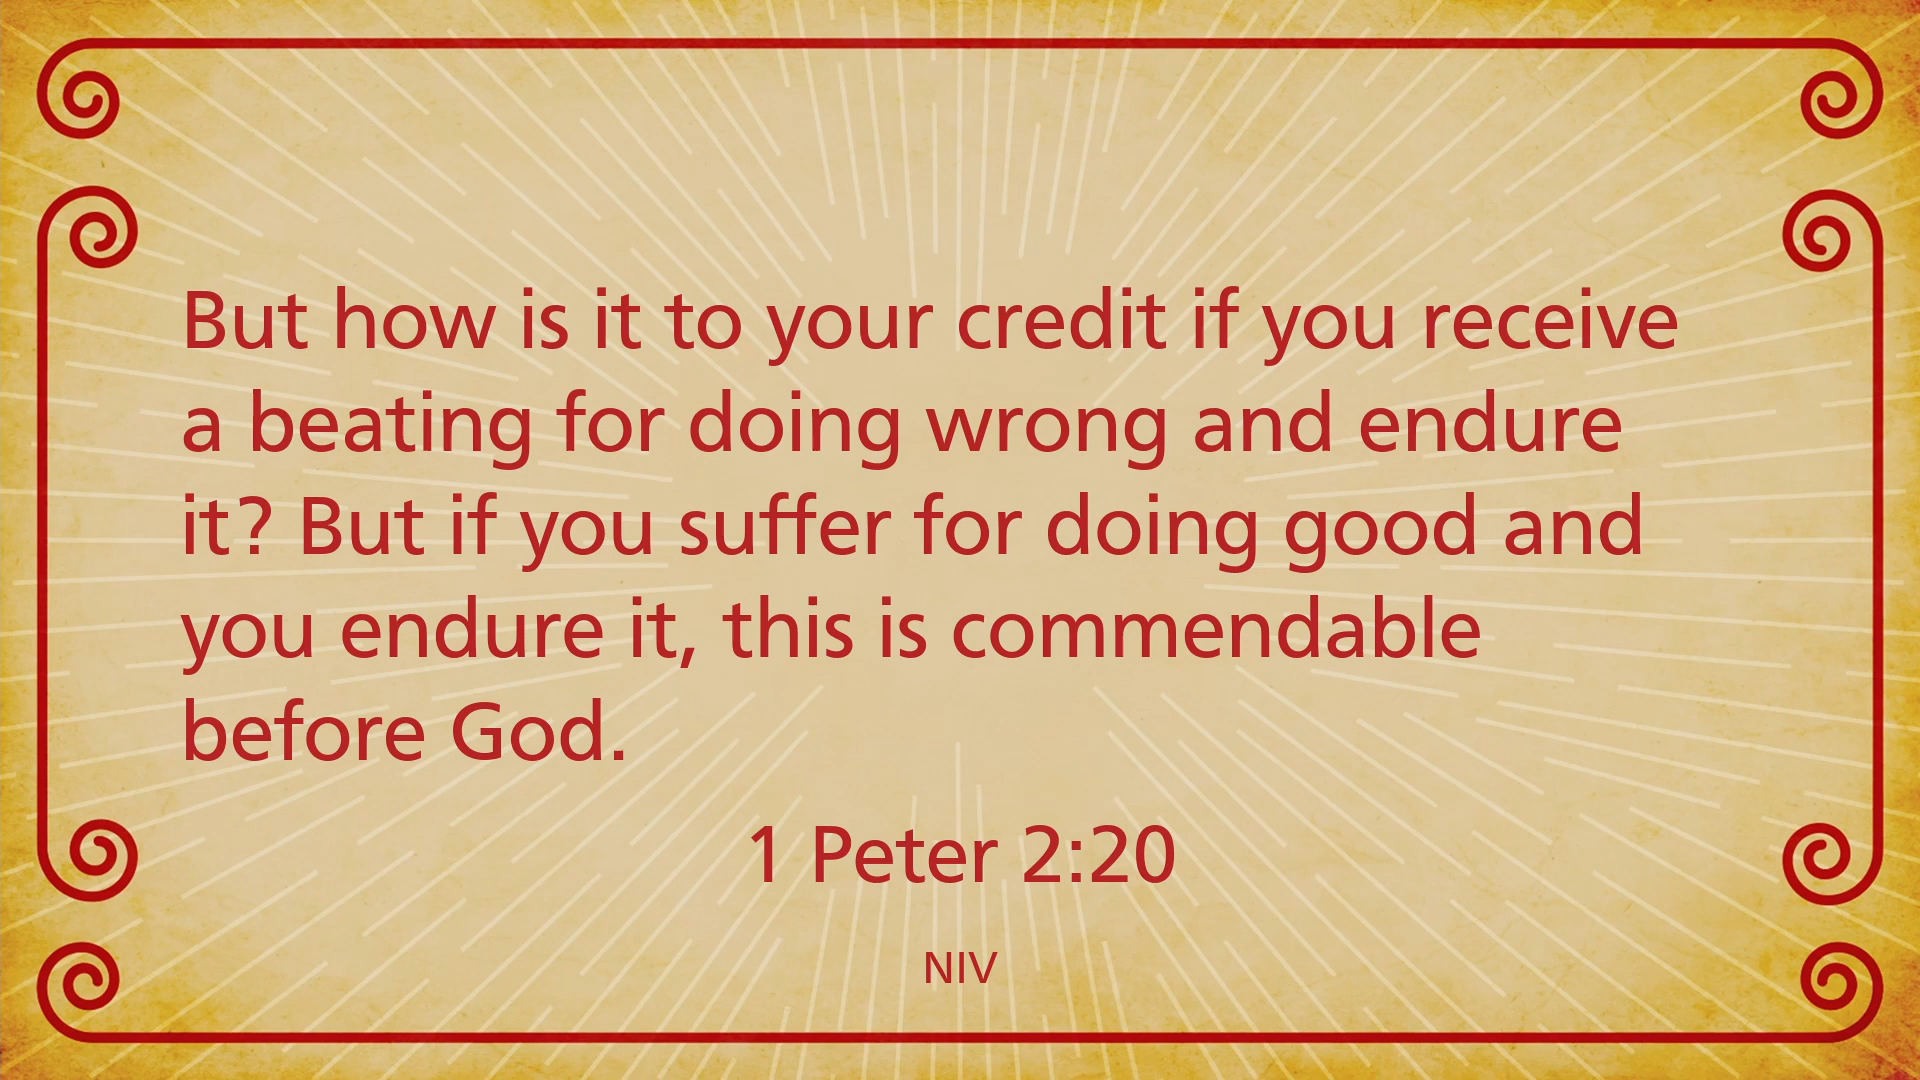 But how is it to your credit if you receive
a beating for doing wrong and endure
it? But if you suffer for doing good and
you endure it, this is commendable
before God.
1 Peter 2:20
NIV